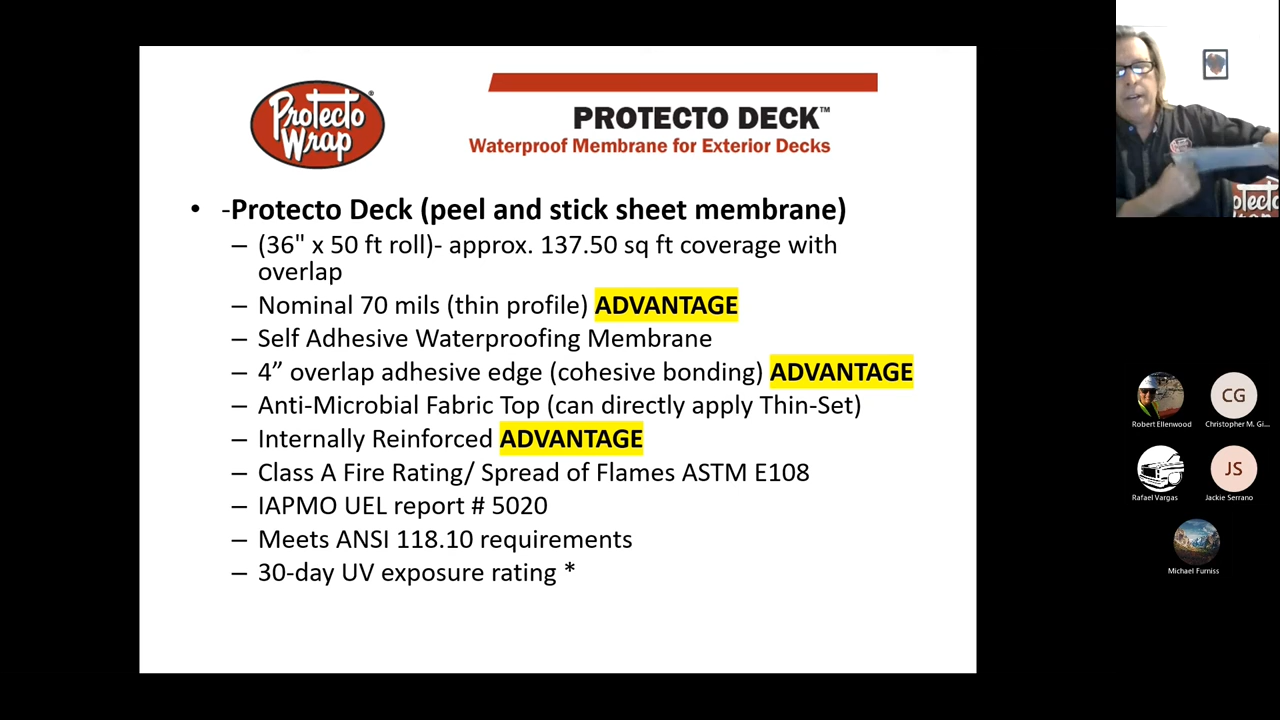 Protecto
Wrap®
PROTECTO DECK™
Waterproof Membrane for Exterior Decks
• -Protecto Deck (peel and stick sheet membrane)
– (36" x 50 ft roll)- approx. 137.50 sq ft coverage with
overlap
– Nominal 70 mils (thin profile) ADVANTAGE
– Self Adhesive Waterproofing Membrane
– 4” overlap adhesive edge (cohesive bonding) ADVANTAGE
– Anti-Microbial Fabric Top (can directly apply Thin-Set)
– Internally Reinforced ADVANTAGE
– Class A Fire Rating/ Spread of Flames ASTM E108
– IAPMO UEL report # 5020
– Meets ANSI 118.10 requirements
– 30-day UV exposure rating *
CG
Robert Ellenwood
Christopher M. Gi...
JS
Rafael Vargas
Jackie Serrano
Michael Furniss